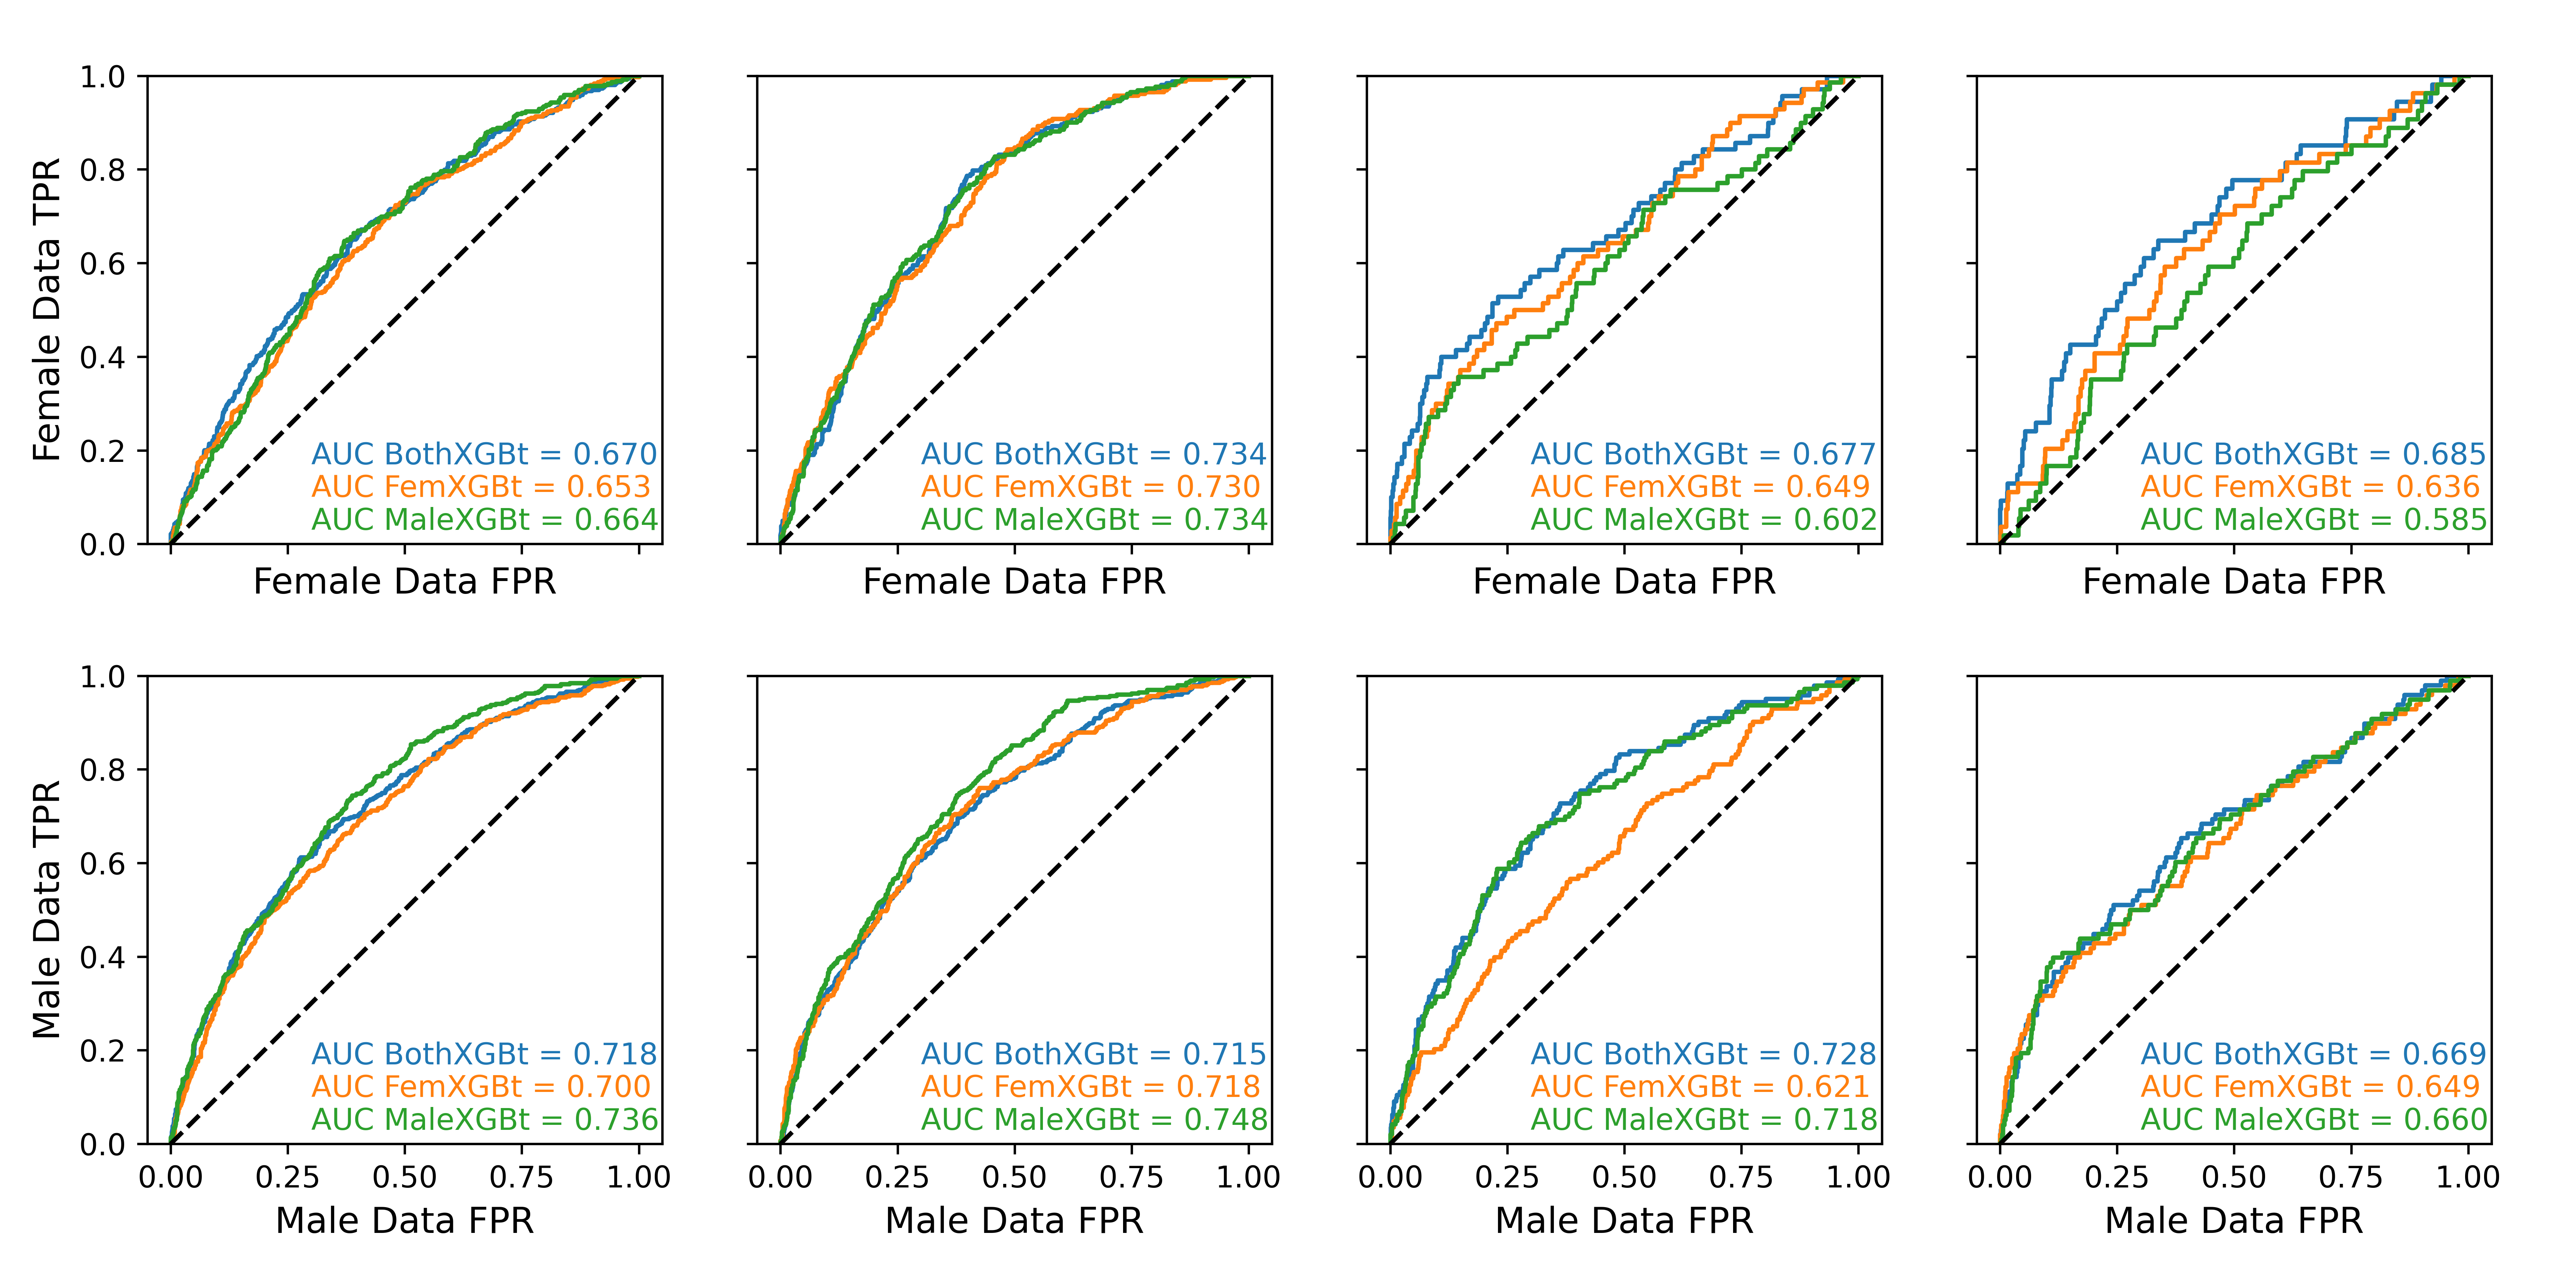 1.0
0.8
0.6
0.4
0.2
0.0
Female Data TPR
AUC BothXGBt = 0.670
AUC FemXGBt = 0.653
AUC MaleXGBt = 0.664
Female Data FPR
AUC BothXGBt = 0.734
AUC FemXGBt = 0.730
AUC MaleXGBt = 0.734
Female Data FPR
AUC BothXGBt = 0.677
AUC FemXGBt = 0.649
AUC MaleXGBt = 0.602
Female Data FPR
AUC BothXGBt = 0.685
AUC FemXGBt = 0.636
AUC MaleXGBt = 0.585
Female Data FPR
1.0
0.8
0.6
0.4
0.2
0.0
Male Data TPR
AUC BothXGBt = 0.718
AUC FemXGBt = 0.700
AUC MaleXGBt = 0.736
0.00 0.25 0.50 0.75 1.00
Male Data FPR
AUC BothXGBt = 0.715
AUC FemXGBt = 0.718
AUC MaleXGBt = 0.748
0.00 0.25 0.50 0.75 1.00
Male Data FPR
AUC BothXGBt = 0.728
AUC FemXGBt = 0.621
AUC MaleXGBt = 0.718
0.00 0.25 0.50 0.75 1.00
Male Data FPR
AUC BothXGBt = 0.669
AUC FemXGBt = 0.649
AUC MaleXGBt = 0.660
0.00 0.25 0.50 0.75 1.00
Male Data FPR